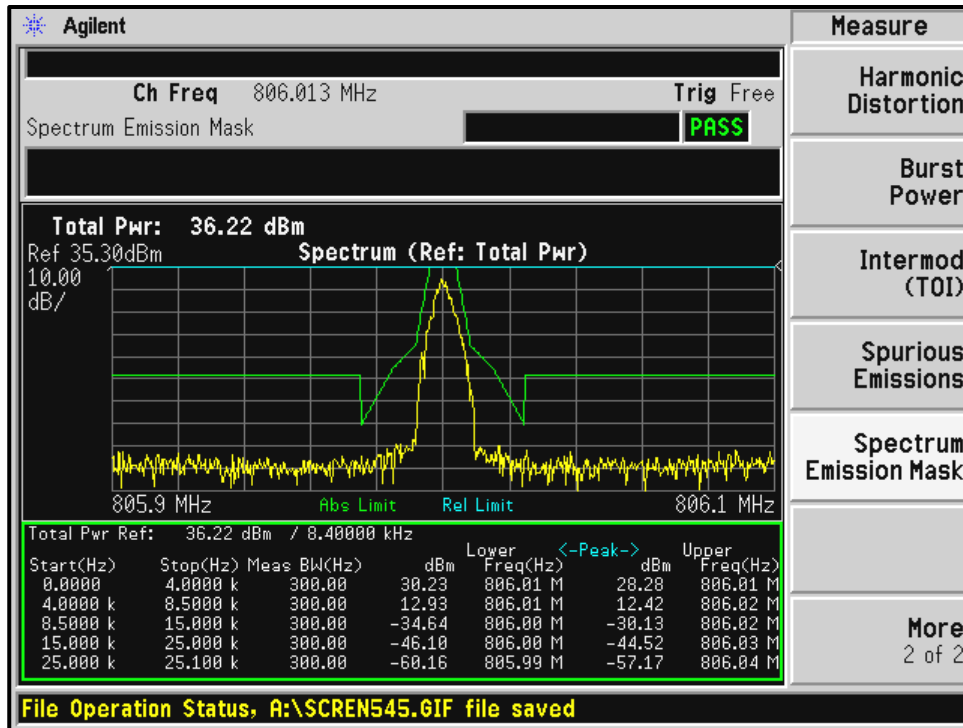 Agilent
Measure
Ch Freq 806.013 MHz Trig Free
Spectrum Emission Mask PASS
Total Pwr: 36.22 dBm
Ref 35.30dBm Spectrum (Ref: Total Pwr)
10.00
dB/
805.9 MHz Abs Limit Rel Limit 806.1 MHz
Total Pwr Ref: 36.22 dBm / 8.40000 kHz
Lower <-Peak-> Upper
Start(Hz) Stop(Hz) Meas BW(Hz) dBm Freq(Hz) dBm Freq(Hz)
0.0000 4.0000 k 300.00 30.23 806.01 M 28.28 806.01 M
4.0000 k 8.5000 k 300.00 12.93 806.01 M 12.42 806.02 M
8.5000 k 15.000 k 300.00 -34.64 806.00 M -30.13 806.02 M
15.000 k 25.000 k 300.00 -46.10 806.00 M -44.52 806.03 M
25.000 k 25.100 k 300.00 -60.16 805.99 M -57.17 806.04 M
File Operation Status, A:\SCREN545.GIF file saved
Harmonic
Distortion
Burst
Power
Intermod
(TOI)
Spurious
Emissions
Spectrum
Emission Mask
More
2 of 2